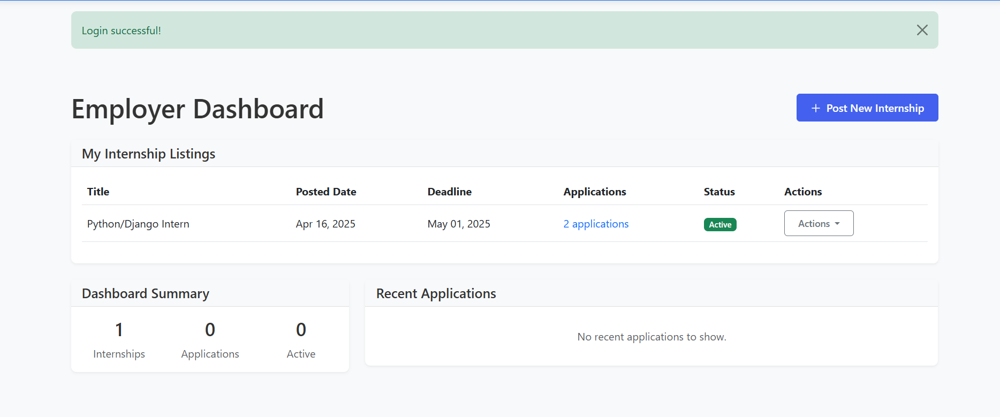 Login successful!
Employer Dashboard
Post New Internship
My Internship Listings
Title Posted Date Deadline Applications Status Actions
Python/Django Intern Apr 16, 2025 May 01, 2025 2 applications Active Actions
Dashboard Summary
1 0 0
Internships Applications Active
Recent Applications
No recent applications to show.